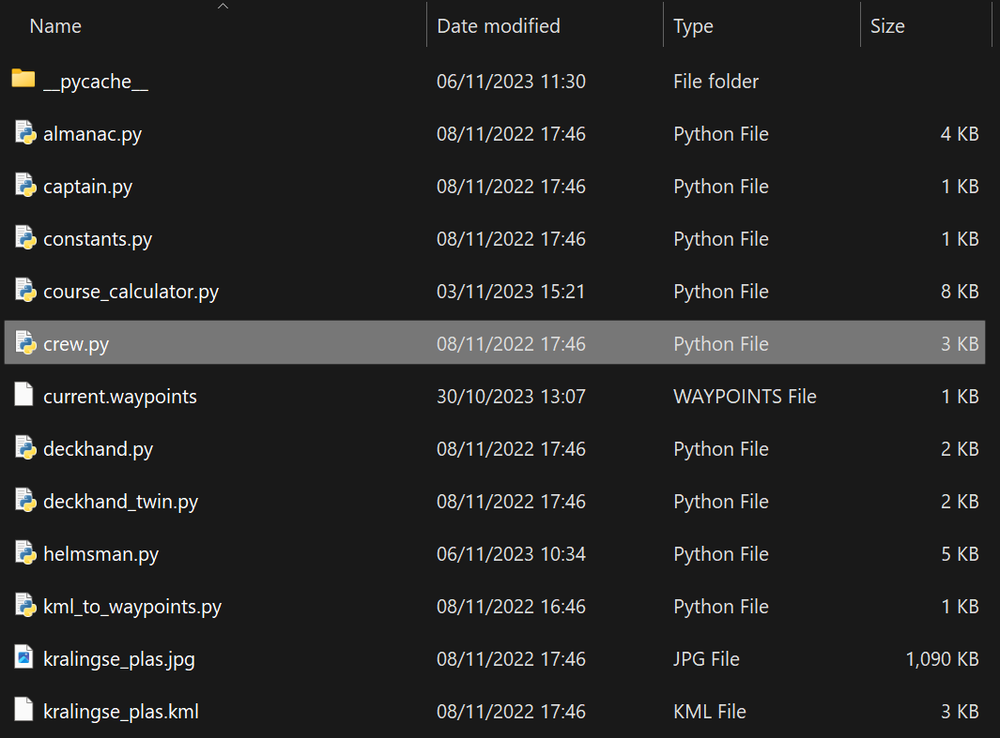 Name Date modified Type Size
__pycache__ 06/11/2023 11:30 File folder
almanac.py 08/11/2022 17:46 Python File 4 KB
captain.py 08/11/2022 17:46 Python File 1 KB
constants.py 08/11/2022 17:46 Python File 1 KB
course_calculator.py 03/11/2023 15:21 Python File 8 KB
crew.py 08/11/2022 17:46 Python File 3 KB
current.waypoints 30/10/2023 13:07 WAYPOINTS File 1 KB
deckhand.py 08/11/2022 17:46 Python File 2 KB
deckhand_twin.py 08/11/2022 17:46 Python File 2 KB
helmsman.py 06/11/2023 10:34 Python File 5 KB
kml_to_waypoints.py 08/11/2022 16:46 Python File 1 KB
kralingse_plas.jpg 08/11/2022 17:46 JPG File 1,090 KB
kralingse_plas.kml 08/11/2022 17:46 KML File 3 KB